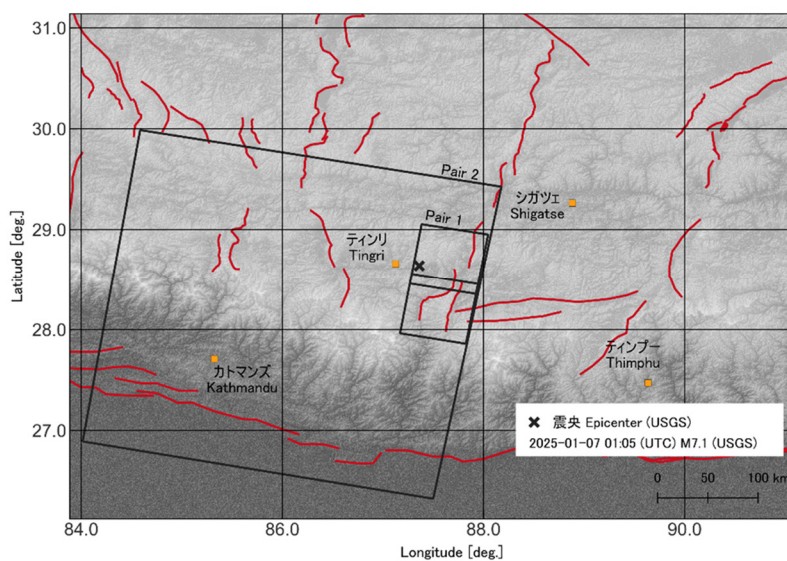 31.0
30.0
29.0
28.0
27.0
Latitude [deg.]
Pair 2
Pair 1
シガツェ
Shigatse
ティンリ
Tingri
カトマンズ
Kathmandu
ティンプー
Thimphu
震央 Epicenter (USGS)
2025-01-07 01:05 (UTC) M7.1 (USGS)
0 50 100 km
84.0 86.0 88.0 90.0
Longitude [deg.]